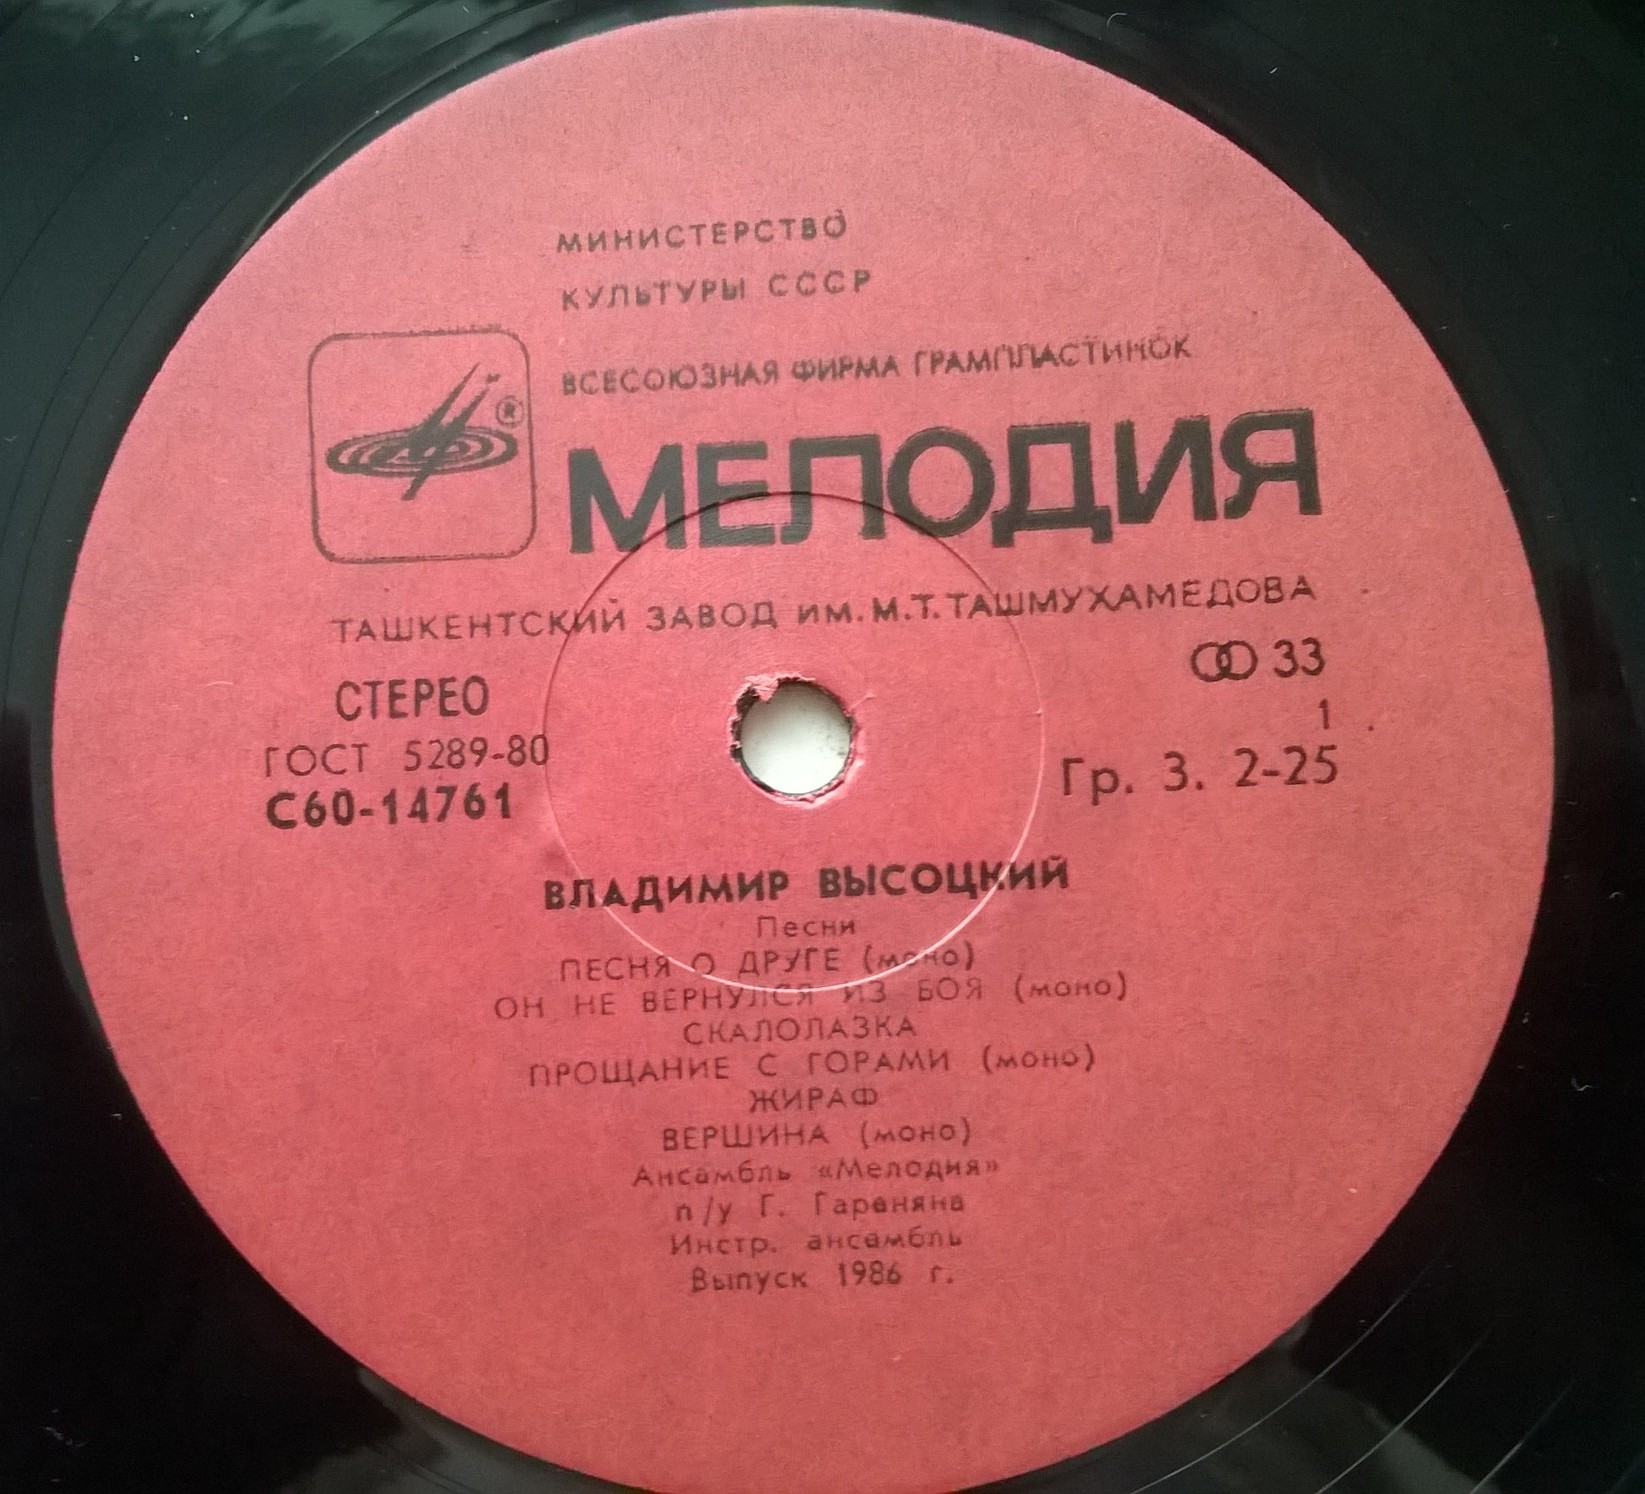 МИНИСТЕРСТВО
КУЛЬТУРЫ СССР
ВСЕСОЮЗНАЯ ФИРМА ГРАМПЛАСТИНОК
®
МЕЛОДИЯ
ТАШКЕНТСКИЙ ЗАВОД ИМ. М.Т. ТАШМУХАМЕДОВА
СТЕРЕО
33
ГОСТ 5289-80
1
С60-14761
Гр. 3. 2-25
ВЛАДИМИР ВЫСОЦКИЙ
Песни
ПЕСНЯ О ДРУГЕ (моно)
ОН НЕ ВЕРНУЛСЯ ИЗ БОЯ (моно)
СКАЛОЛАЗКА
ПРОЩАНИЕ С ГОРАМИ (моно)
ЖИРАФ
ВЕРШИНА (моно)
Ансамбль «Мелодия»
п/у Г. Гараняна
Инстр. ансамбль
Выпуск 1986 г.